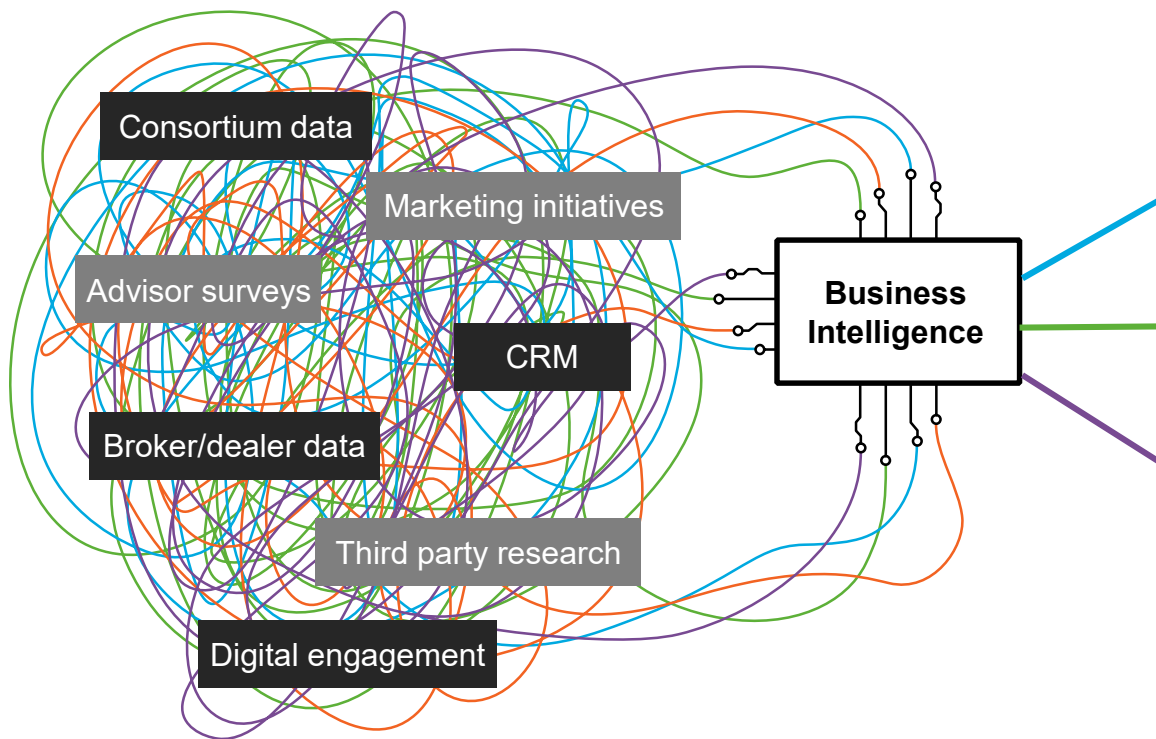 Consortium data
Marketing initiatives
Advisor surveys
Business
Intelligence
CRM
Broker/dealer data
Third party research
Digital engagement